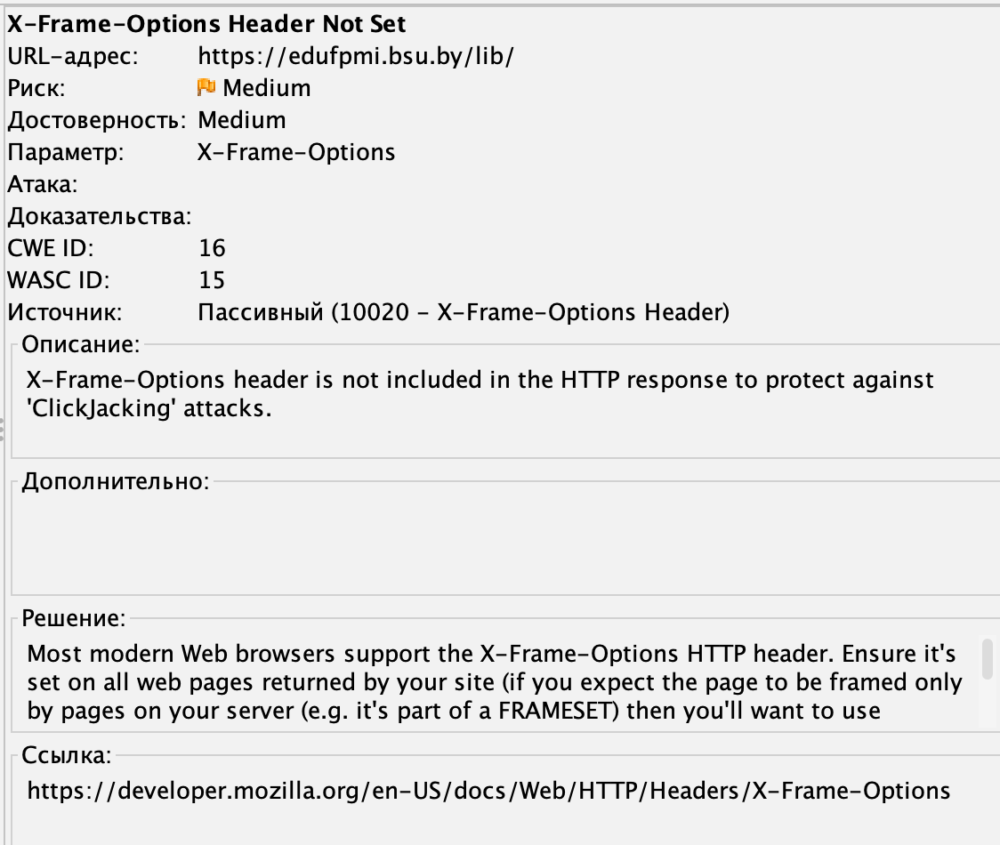 X-Frame-Options Header Not Set
URL-адрес: https://edufpmi.bsu.by/lib/
Риск: Medium
Достоверность: Medium
Параметр: X-Frame-Options
Атака:
Доказательства:
CWE ID: 16
WASC ID: 15
Источник: Пассивный (10020 - X-Frame-Options Header)
Описание:
X-Frame-Options header is not included in the HTTP response to protect against
'ClickJacking' attacks.
Дополнительно:
Решение:
Most modern Web browsers support the X-Frame-Options HTTP header. Ensure it's
set on all web pages returned by your site (if you expect the page to be framed only
by pages on your server (e.g. it's part of a FRAMESET) then you'll want to use
Ссылка:
https://developer.mozilla.org/en-US/docs/Web/HTTP/Headers/X-Frame-Options